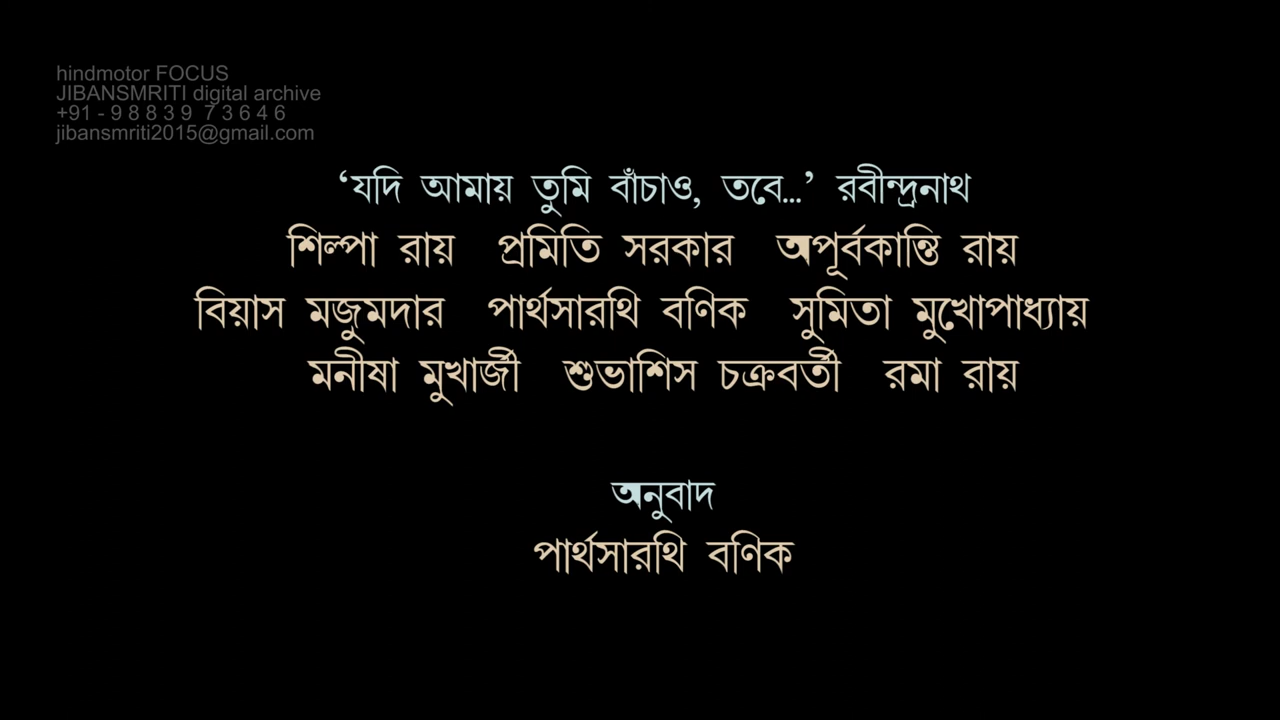 hindmotor FOCUS
JIBANSMRITI digital archive
+91 - 9 8 8 3 9 7 3 6 4 6
jibansmriti2015@gmail.com
‘যদি আমায় তুমি বাঁচাও, তবে...’ রবীন্দ্রনাথ
শিল্পা রায় প্রমিতি সরকার অপূর্বকান্তি রায়
বিয়াস মজুমদার পার্থসারথি বণিক সুমিতা মুখোপাধ্যায়
মনীষা মুখার্জী শুভাশিস চক্রবর্তী রমা রায়
অনুবাদ
পার্থসারথি বণিক